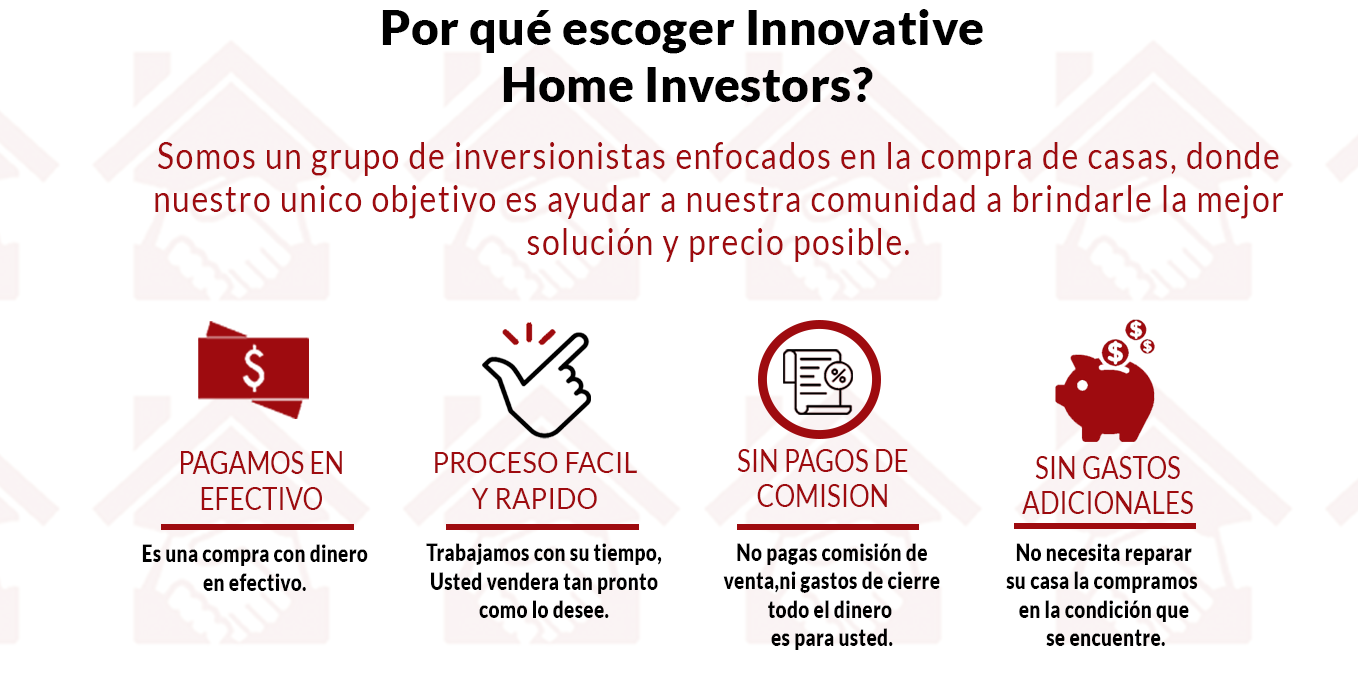 Por qué escoger Innovative
Home Investors?
Somos un grupo de inversionistas enfocados en la compra de casas, donde
nuestro unico objetivo es ayudar a nuestra comunidad a brindarle la mejor
solución y precio posible.
$
PAGAMOS EN
EFECTIVO
Es una compra con dinero
en efectivo.
PROCESO FACIL
Y RAPIDO
Trabajamos con su tiempo,
Usted vendera tan pronto
como lo desee.
%
SIN PAGOS DE
COMISION
No pagas comisión de
venta,ni gastos de cierre
todo el dinero
es para usted.
$
$
$
SIN GASTOS
ADICIONALES
No necesita reparar
su casa la compramos
en la condición que
se encuentre.